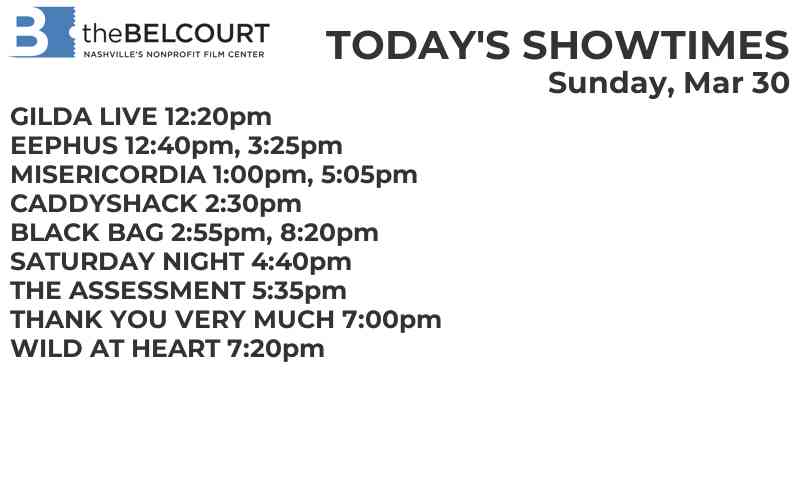 B theBELCOURT
NASHVILLE'S NONPROFIT FILM CENTER
TODAY'S SHOWTIMES
Sunday, Mar 30
GILDA LIVE 12:20pm
EEPHUS 12:40pm, 3:25pm
MISERICORDIA 1:00pm, 5:05pm
CADDYSHACK 2:30pm
BLACK BAG 2:55pm, 8:20pm
SATURDAY NIGHT 4:40pm
THE ASSESSMENT 5:35pm
THANK YOU VERY MUCH 7:00pm
WILD AT HEART 7:20pm